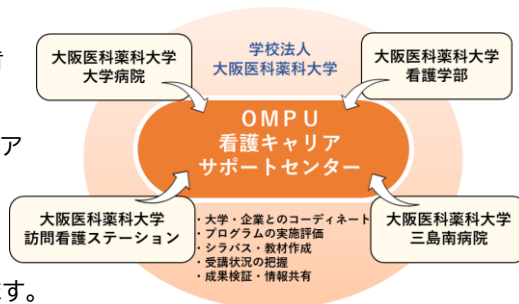 学校法人
大阪医科薬科大学
大阪医科薬科大学
大学病院
大阪医科薬科大学
看護学部
OMPU
看護キャリア
サポートセンター
ア
大阪医科薬科大学
訪問看護ステーション
・大学・企業とのコーディネート
・プログラムの実施評価
・シラバス・教材作成
・受講状況の把握
・成果検証・情報共有
大阪医科薬科大学
三島南病院
ます。